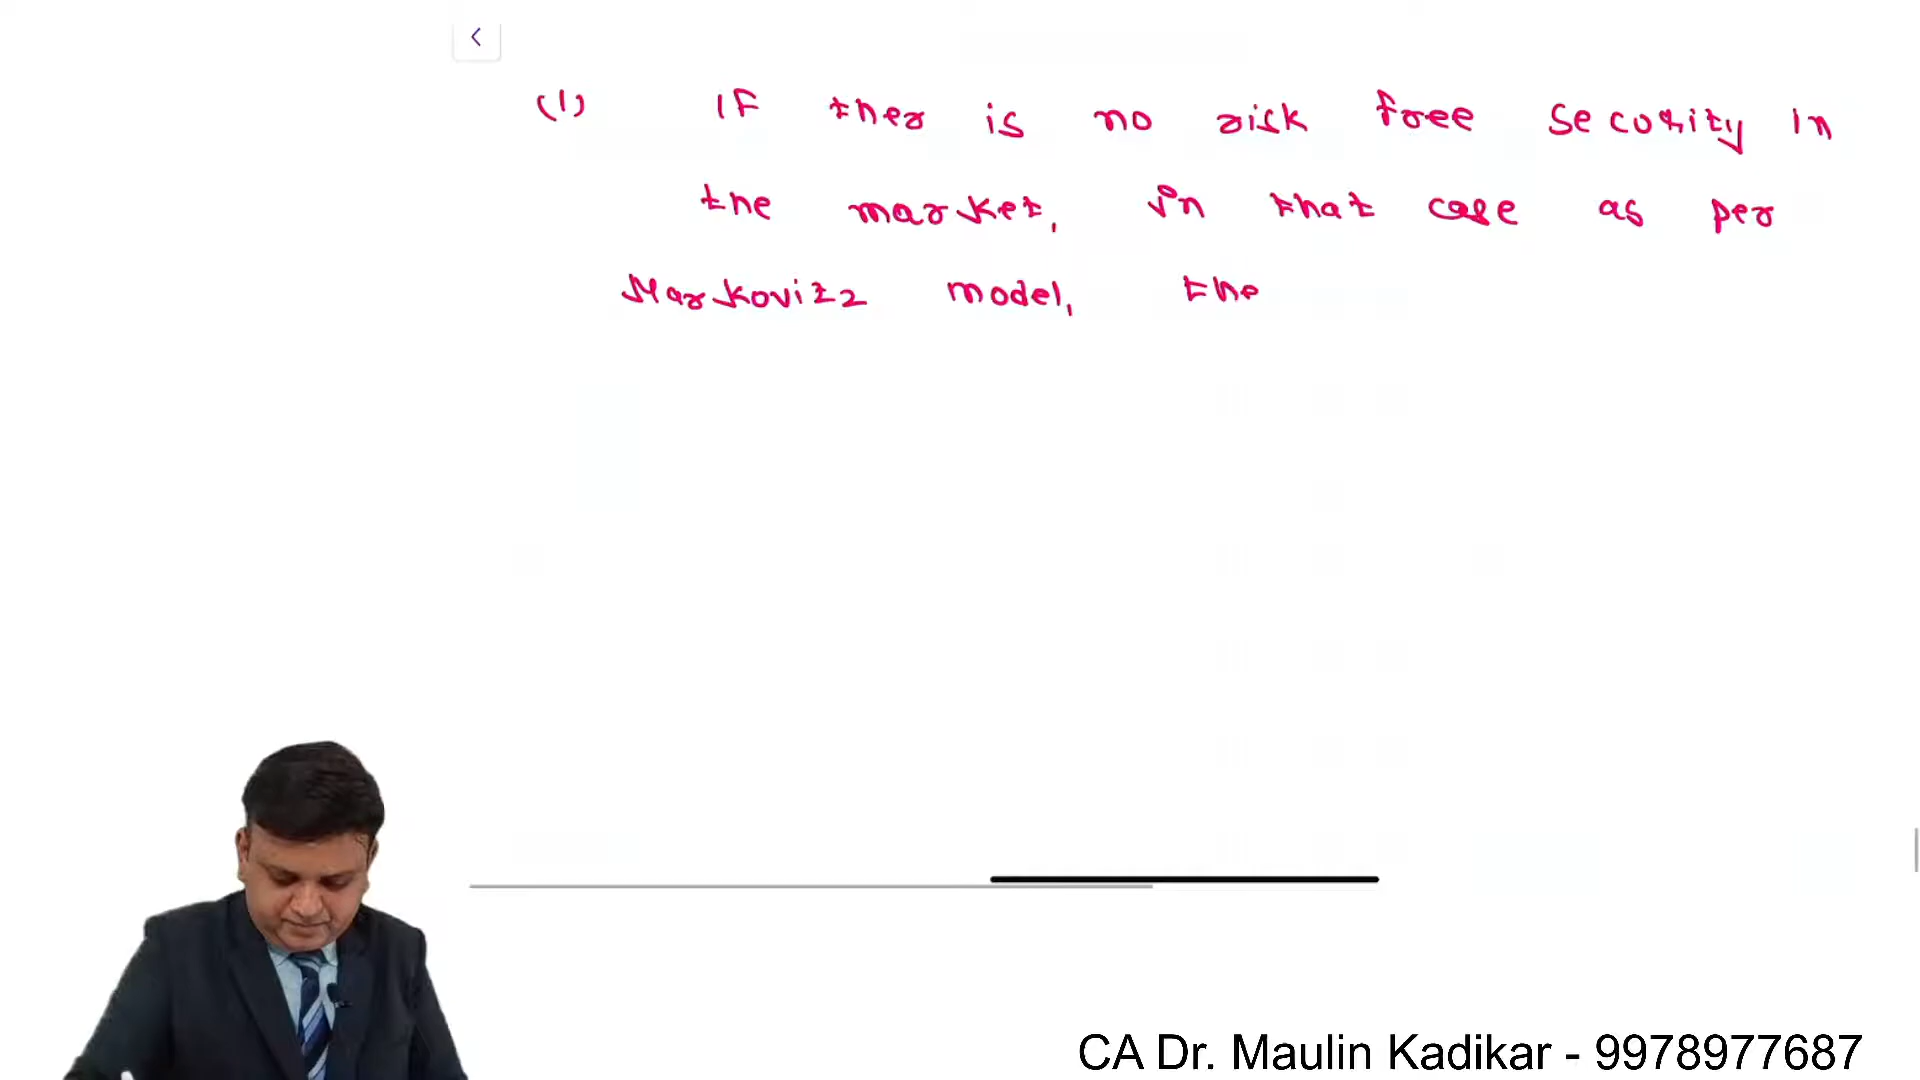 (1) IF ther is no risk free security in
the market, in that case as per
Markovitz model, the
CA Dr. Maulin Kadikar - 9978977687